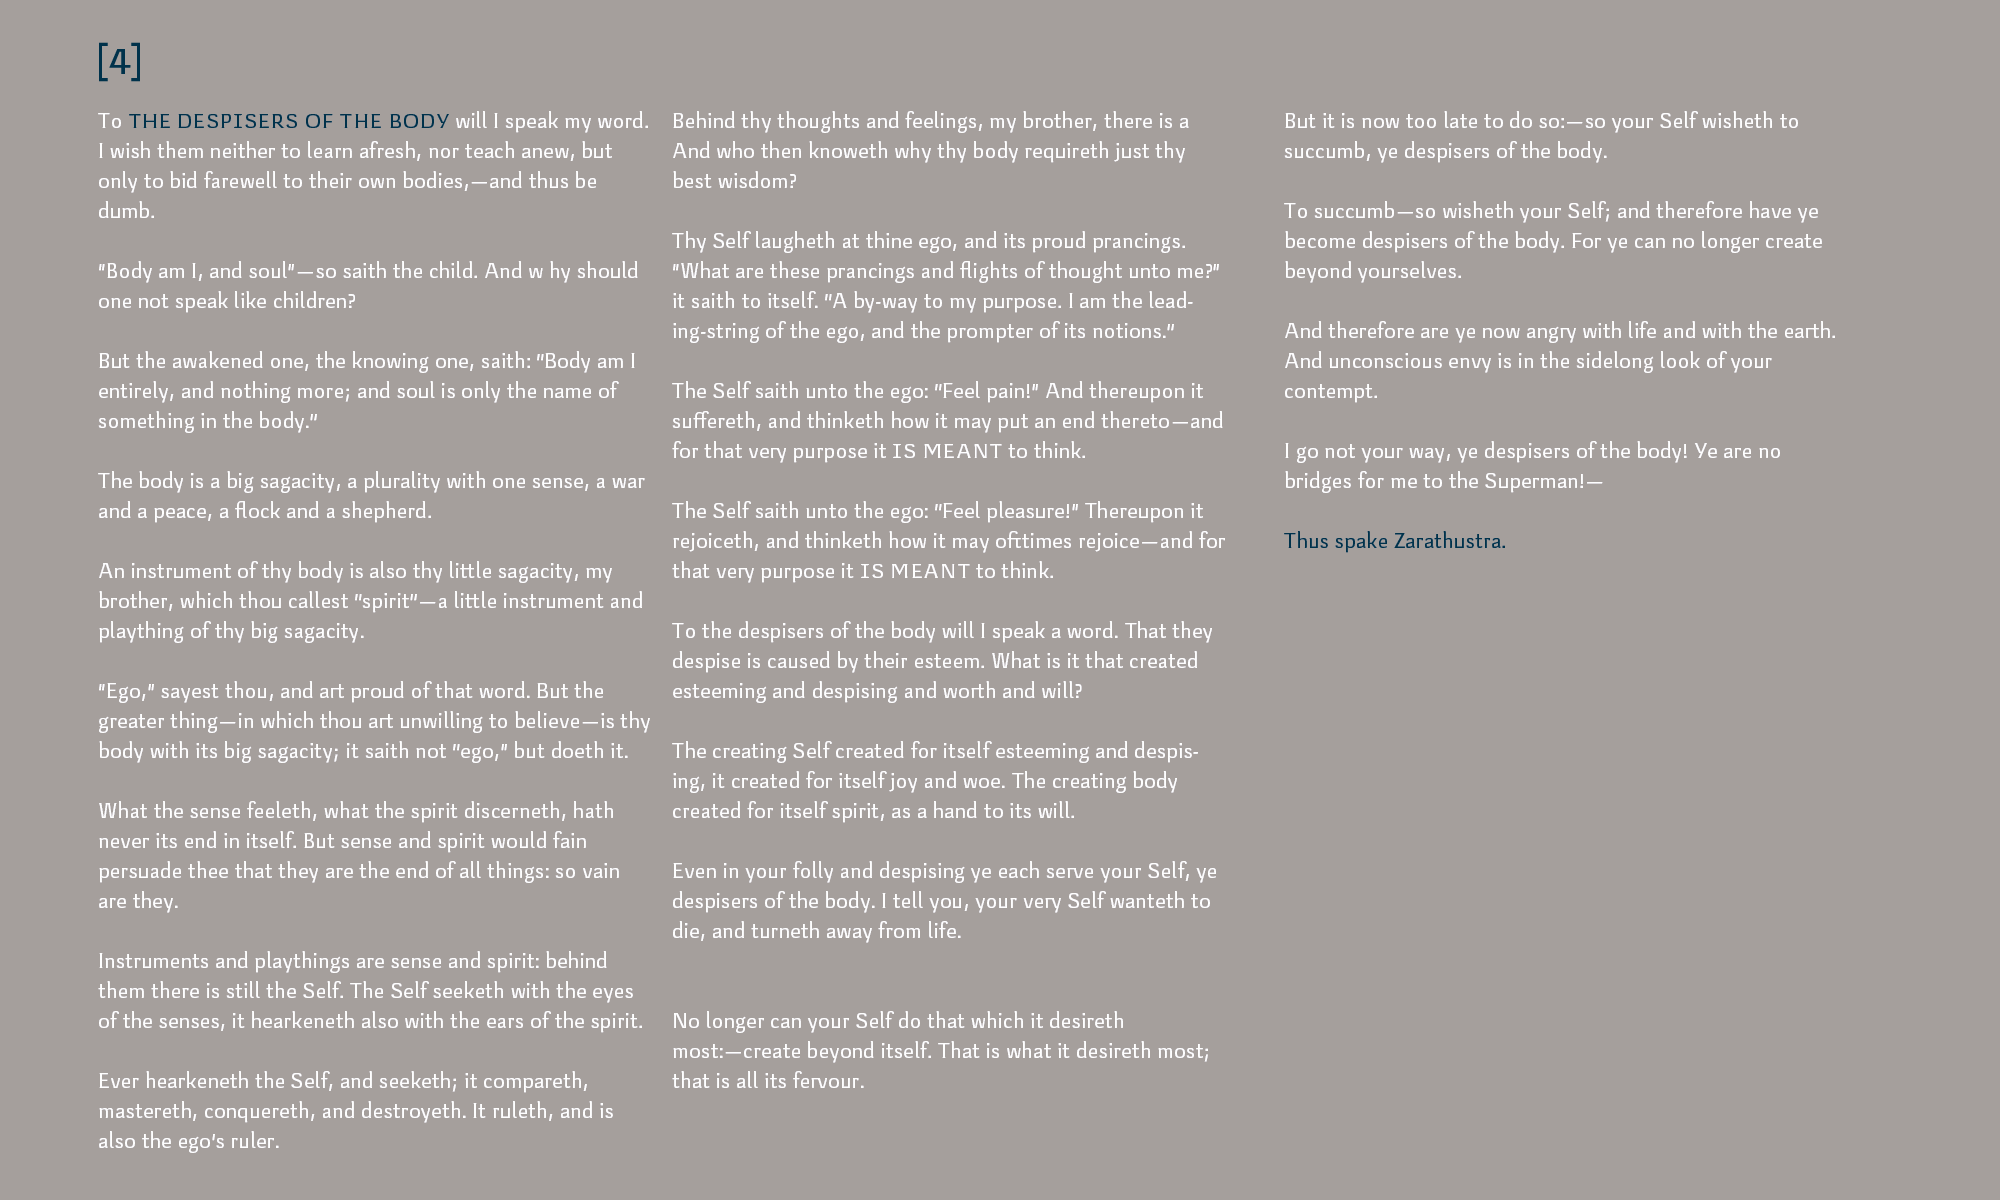 [4]
To THE DESPISERS OF THE BODY will I speak my word.
I wish them neither to learn afresh, nor teach anew, but
only to bid farewell to their own bodies,—and thus be
dumb.
"Body am I, and soul"—so saith the child. And w hy should
one not speak like children?
But the awakened one, the knowing one, saith: "Body am I
entirely, and nothing more; and soul is only the name of
something in the body."
The body is a big sagacity, a plurality with one sense, a war
and a peace, a flock and a shepherd.
An instrument of thy body is also thy little sagacity, my
brother, which thou callest "spirit"—a little instrument and
plaything of thy big sagacity.
"Ego," sayest thou, and art proud of that word. But the
greater thing—in which thou art unwilling to believe—is thy
body with its big sagacity; it saith not "ego," but doeth it.
What the sense feeleth, what the spirit discerneth, hath
never its end in itself. But sense and spirit would fain
persuade thee that they are the end of all things: so vain
are they.
Instruments and playthings are sense and spirit: behind
them there is still the Self. The Self seeketh with the eyes
of the senses, it hearkeneth also with the ears of the spirit.
Ever hearkeneth the Self, and seeketh; it compareth,
mastereth, conquereth, and destroyeth. It ruleth, and is
also the ego's ruler.
Behind thy thoughts and feelings, my brother, there is a
And who then knoweth why thy body requireth just thy
best wisdom?
Thy Self laugheth at thine ego, and its proud prancings.
"What are these prancings and flights of thought unto me?"
it saith to itself. "A by-way to my purpose. I am the lead-
ing-string of the ego, and the prompter of its notions."
The Self saith unto the ego: "Feel pain!" And thereupon it
suffereth, and thinketh how it may put an end thereto—and
for that very purpose it IS MEANT to think.
The Self saith unto the ego: "Feel pleasure!" Thereupon it
rejoiceth, and thinketh how it may ofttimes rejoice—and for
that very purpose it IS MEANT to think.
To the despisers of the body will I speak a word. That they
despise is caused by their esteem. What is it that created
esteeming and despising and worth and will?
The creating Self created for itself esteeming and despis-
ing, it created for itself joy and woe. The creating body
created for itself spirit, as a hand to its will.
Even in your folly and despising ye each serve your Self, ye
despisers of the body. I tell you, your very Self wanteth to
die, and turneth away from life.
No longer can your Self do that which it desireth
most:—create beyond itself. That is what it desireth most;
that is all its fervour.
But it is now too late to do so:—so your Self wisheth to
succumb, ye despisers of the body.
To succumb—so wisheth your Self; and therefore have ye
become despisers of the body. For ye can no longer create
beyond yourselves.
And therefore are ye now angry with life and with the earth.
And unconscious envy is in the sidelong look of your
contempt.
I go not your way, ye despisers of the body! Ye are no
bridges for me to the Superman!—
Thus spake Zarathustra.